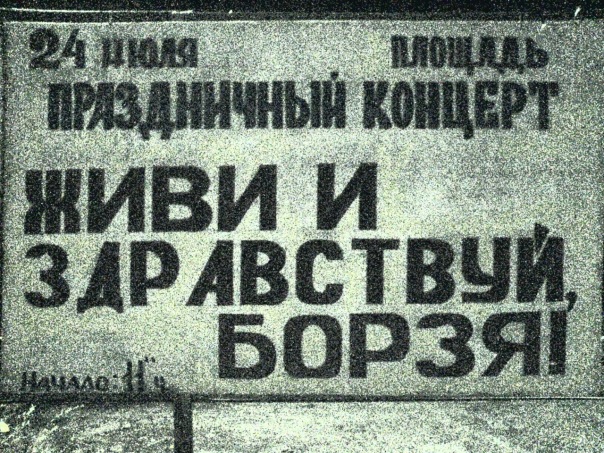 24 июля площадь
ПРАЗДНИЧНЫЙ КОНЦЕРТ
ЖИВИ И
ЗДРАВСТВУЙ,
БОРЗЯ!
Начало: 11 ч